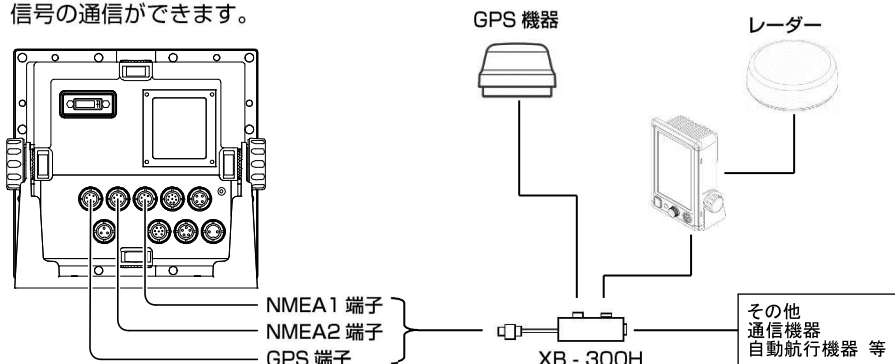 信号の通信ができます。
GPS 機器
レーダー
NMEA1 端子
NMEA2 端子
GPS 端子
XB - 300H
その他
通信機器
自動航行機器 等